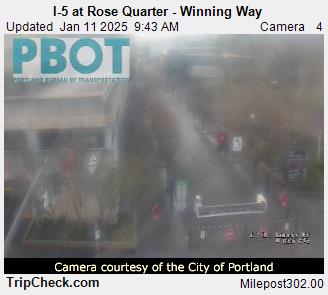 I-5 at Rose Quarter - Winning Way
Updated Jan 11 2025 9:43 AM Camera 4
PBOT
PORTLAND BUREAU OF TRANSPORTATION
Camera courtesy of the City of Portland
TripCheck.com Milepost302.00